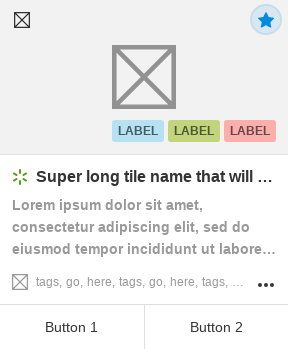 LABEL LABEL LABEL
Super long tile name that will …
Lorem ipsum dolor sit amet,
consectetur adipiscing elit, sed do
eiusmod tempor incididunt ut labore…
tags, go, here, tags, go, here, tags, …
Button 1 Button 2